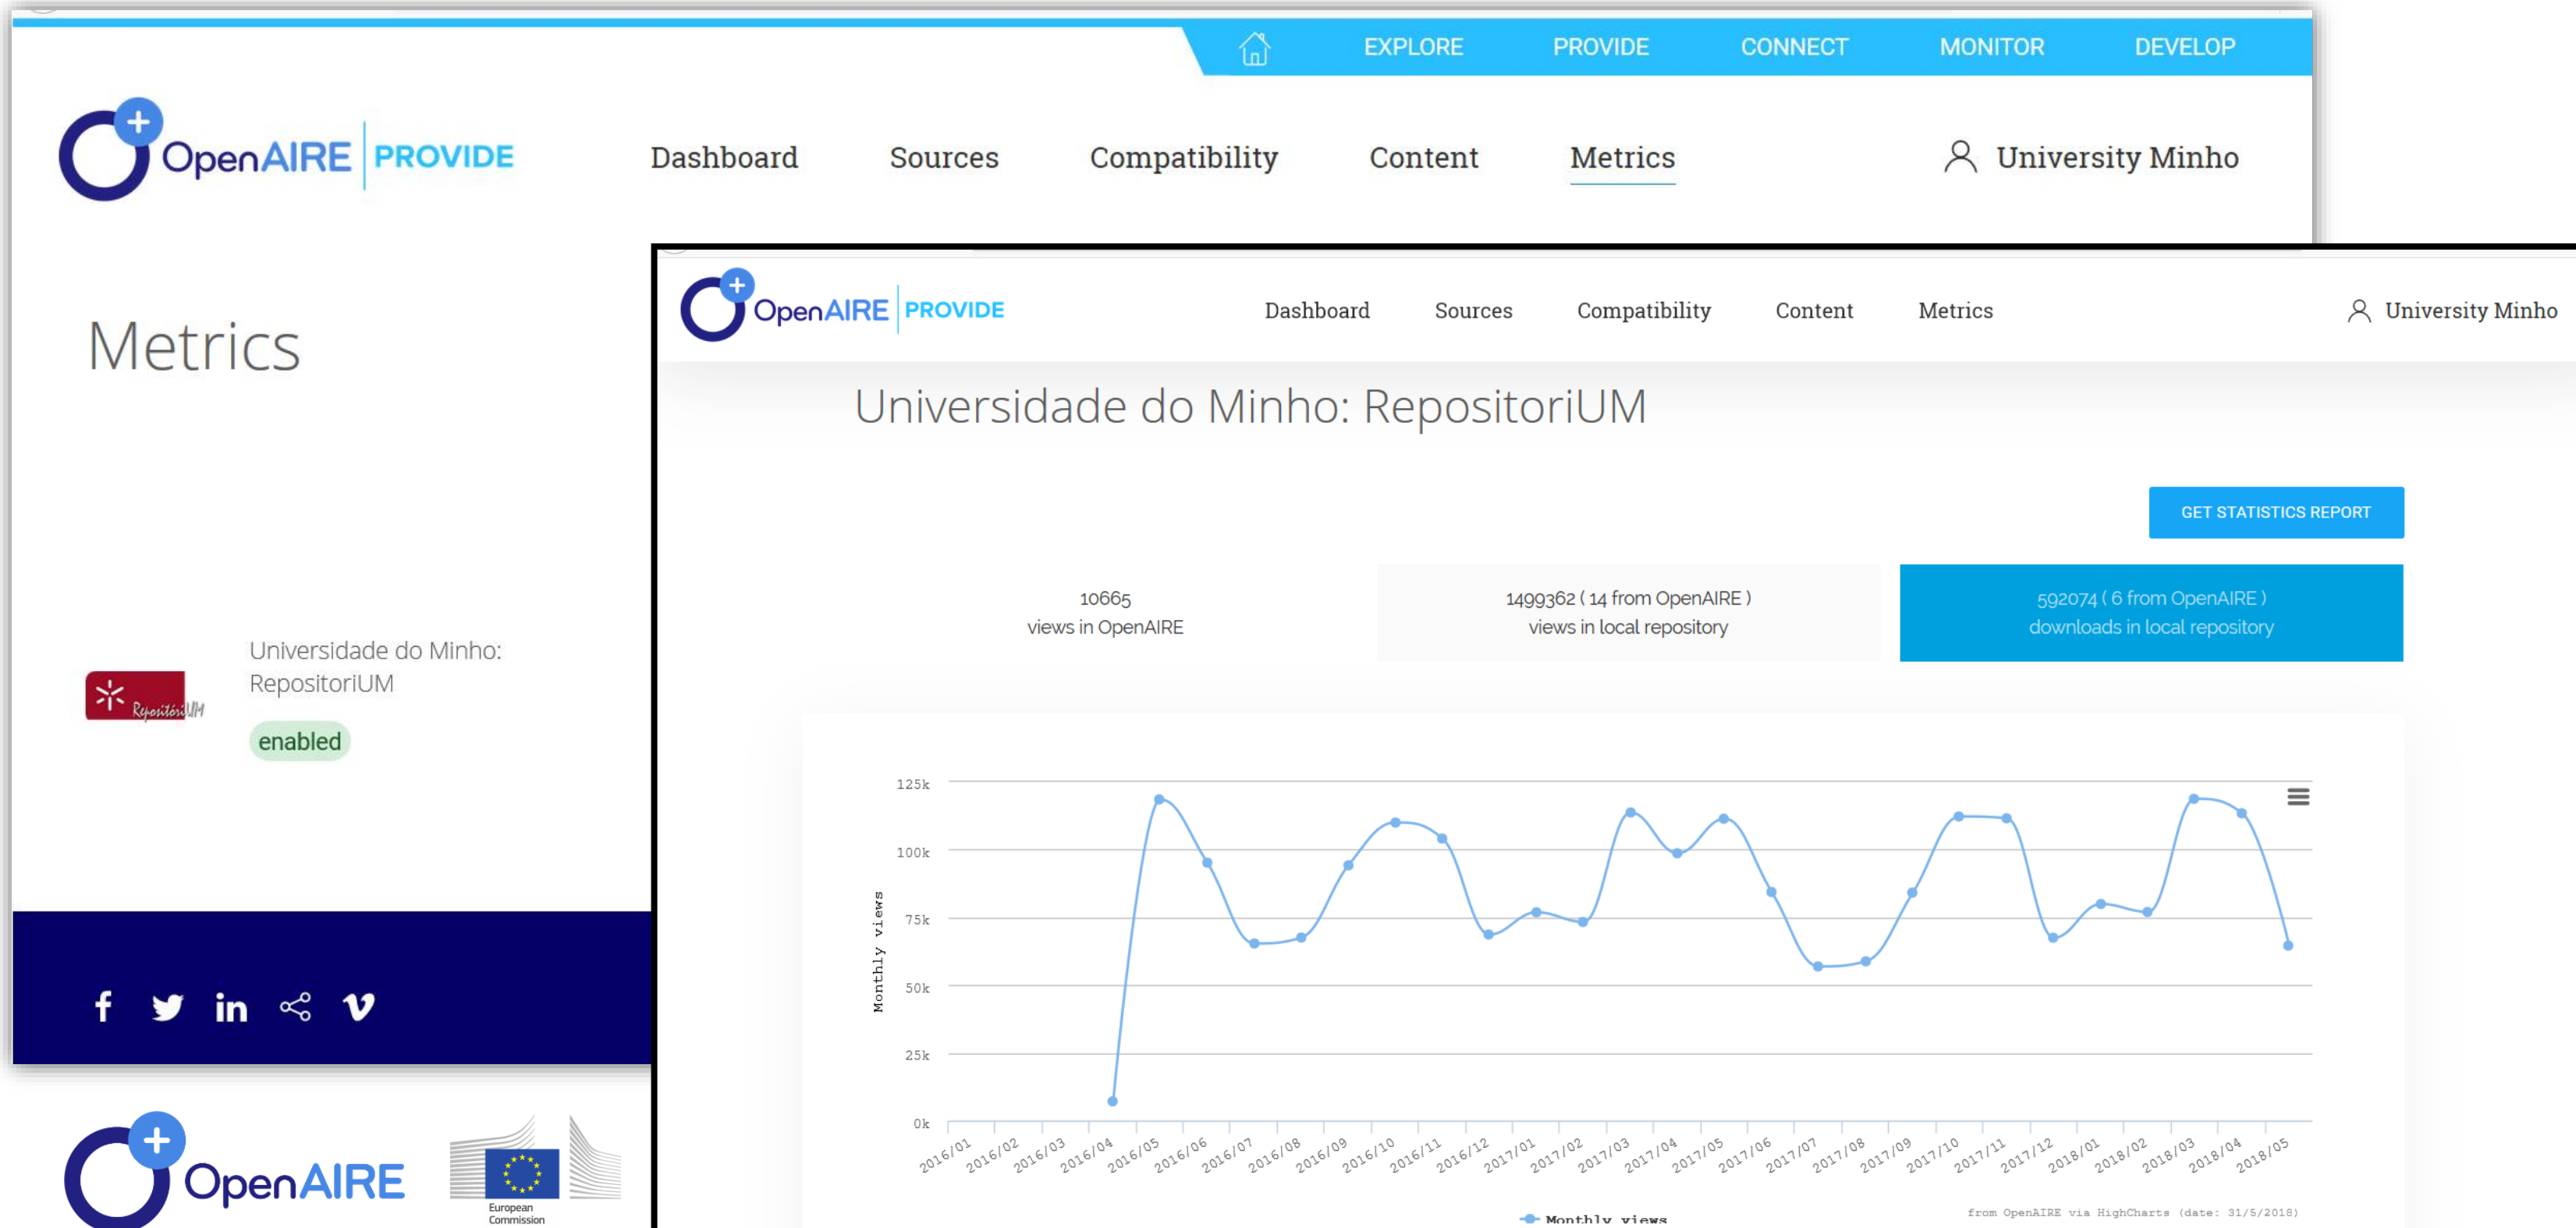 EXPLORE PROVIDE CONNECT MONITOR DEVELOP
OpenAIRE PROVIDE
Dashboard Sources Compatibility Content Metrics University Minho
Metrics
Universidade do Minho:
RepositoriUM
RepositóriUM
enabled
OpenAIRE
European
Commission
OpenAIRE PROVIDE
Dashboard Sources Compatibility Content Metrics University Minho
Universidade do Minho: RepositoriUM
GET STATISTICS REPORT
10665
views in OpenAIRE
1499362 ( 14 from OpenAIRE )
views in local repository
592074 ( 6 from OpenAIRE )
downloads in local repository
125k
100k
75k
50k
25k
0k
Monthly views
2016/01 2016/02 2016/03 2016/04 2016/05 2016/06 2016/07 2016/08 2016/09 2016/10 2016/11 2016/12 2017/01 2017/02 2017/03 2017/04 2017/05 2017/06 2017/07 2017/08 2017/09 2017/10 2017/11 2017/12 2018/01 2018/02 2018/03 2018/04 2018/05
Monthly views
from OpenAIRE via HighCharts (date: 31/5/2018)